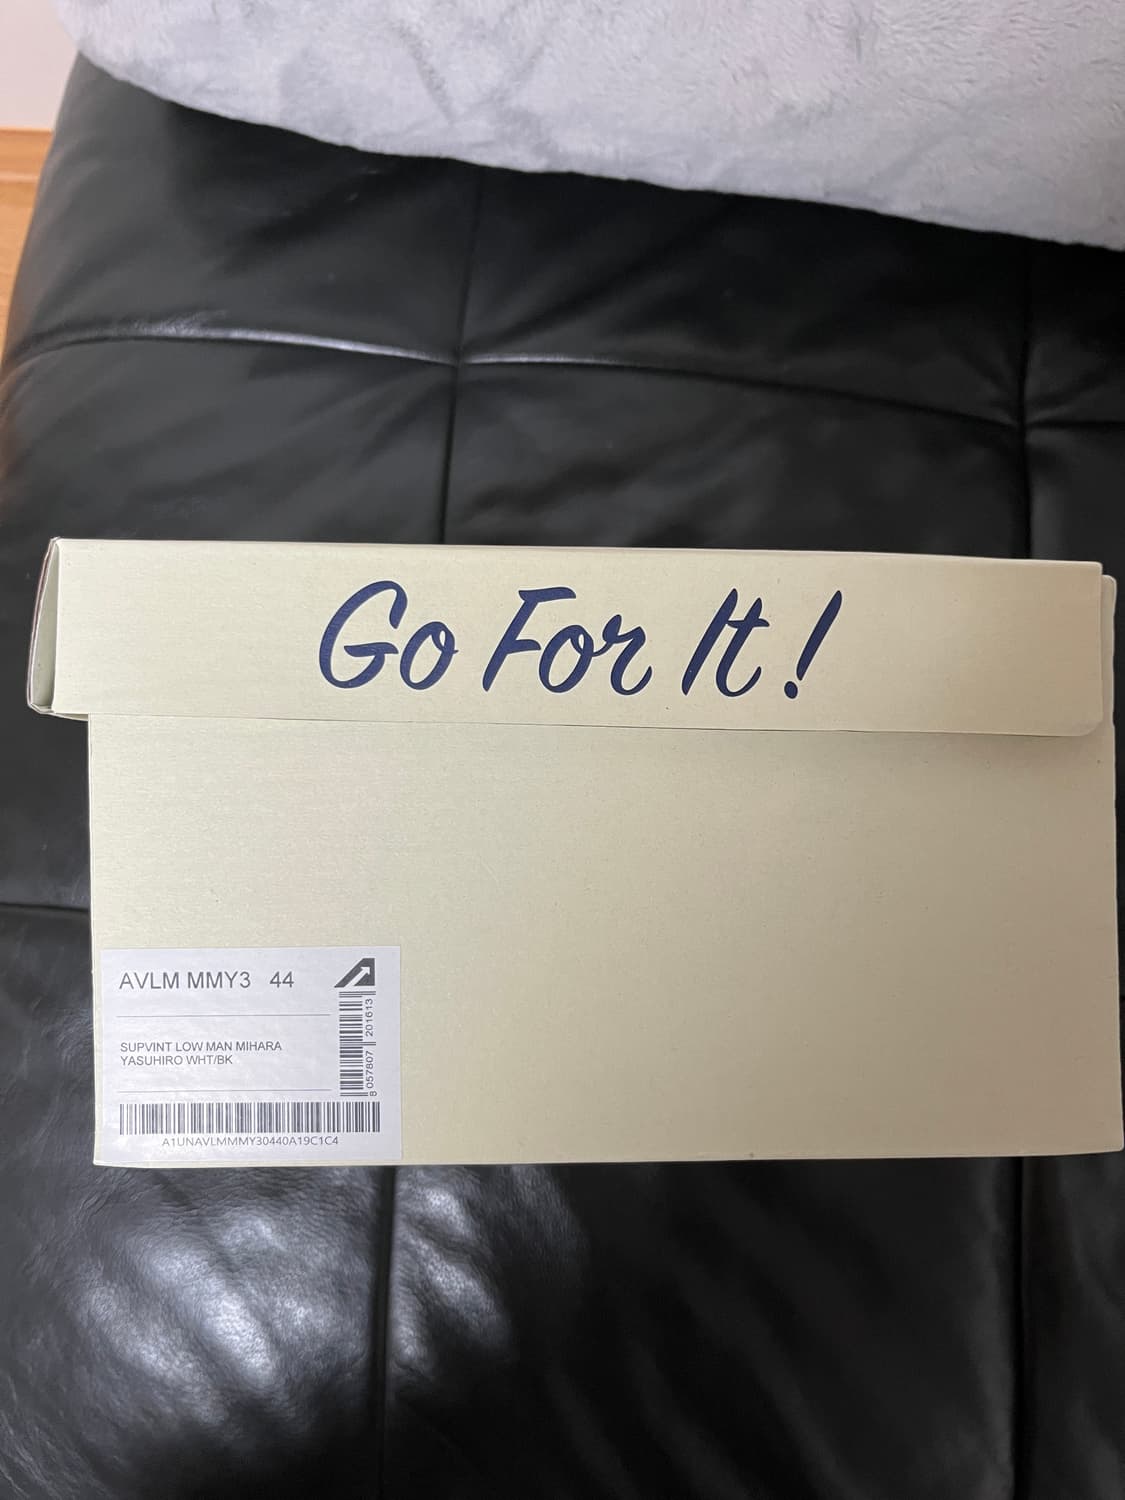 Go For It!
AVLM MMY3 44
SUPVINT LOW MAN MIHARA
YASUHIRO WHT/BK
8 057807 201613
A1UNAVLMMMY30440A19C1C4